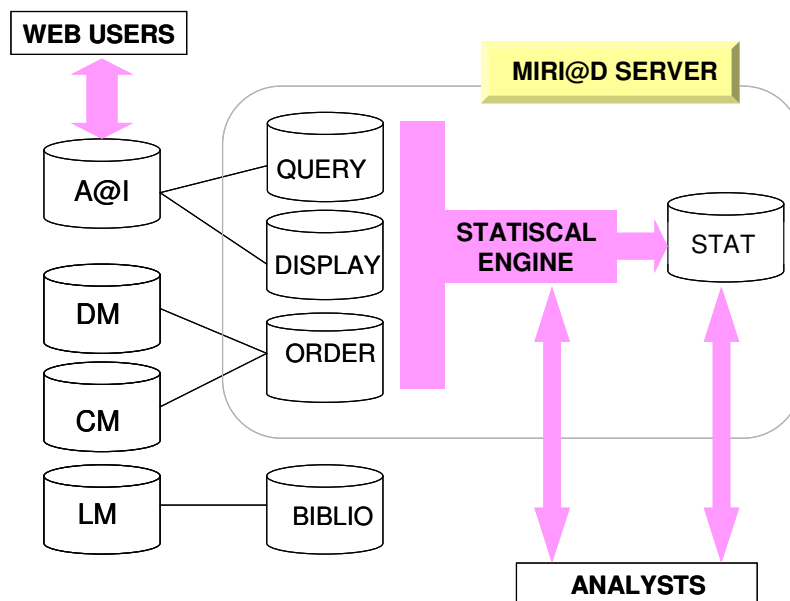 WEB USERS
MIRI@D SERVER
A@I
QUERY
DISPLAY
STATISCAL
ENGINE
STAT
DM
ORDER
CM
LM
BIBLIO
ANALYSTS